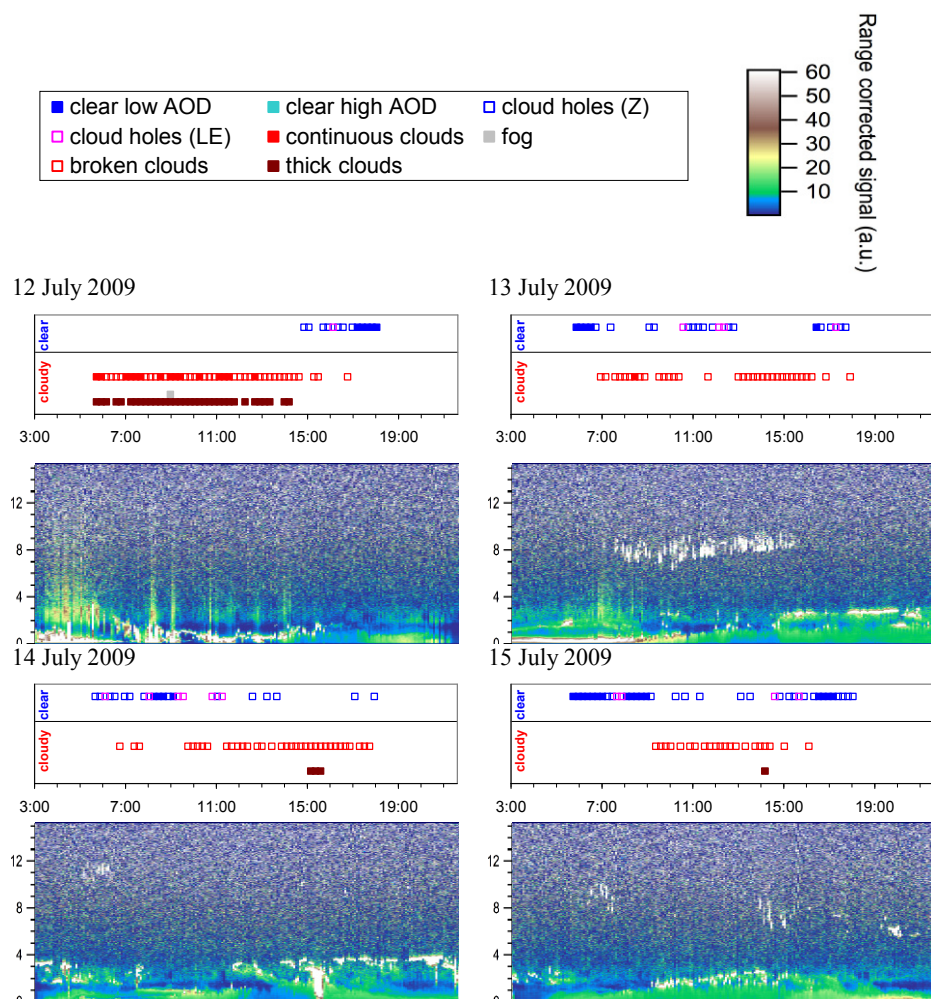 clear low AOD clear high AOD cloud holes (Z)
cloud holes (LE) continuous clouds fog
broken clouds thick clouds
60
50
40
30
20
10
Range corrected signal (a.u.)
12 July 2009
clear
cloudy
3:00 7:00 11:00 15:00 19:00
12
8
4
0
13 July 2009
clear
cloudy
3:00 7:00 11:00 15:00 19:00
12
8
4
0
14 July 2009
clear
cloudy
3:00 7:00 11:00 15:00 19:00
12
8
4
0
15 July 2009
clear
cloudy
3:00 7:00 11:00 15:00 19:00
12
8
4
0